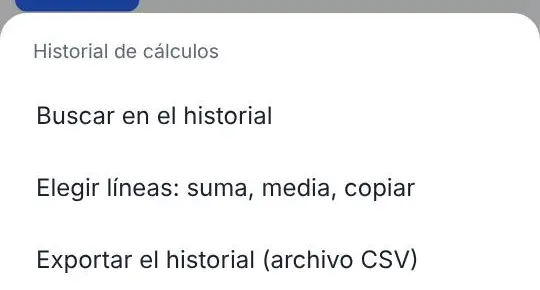 Historial de cálculos
Buscar en el historial
Elegir líneas: suma, media, copiar
Exportar el historial (archivo CSV)